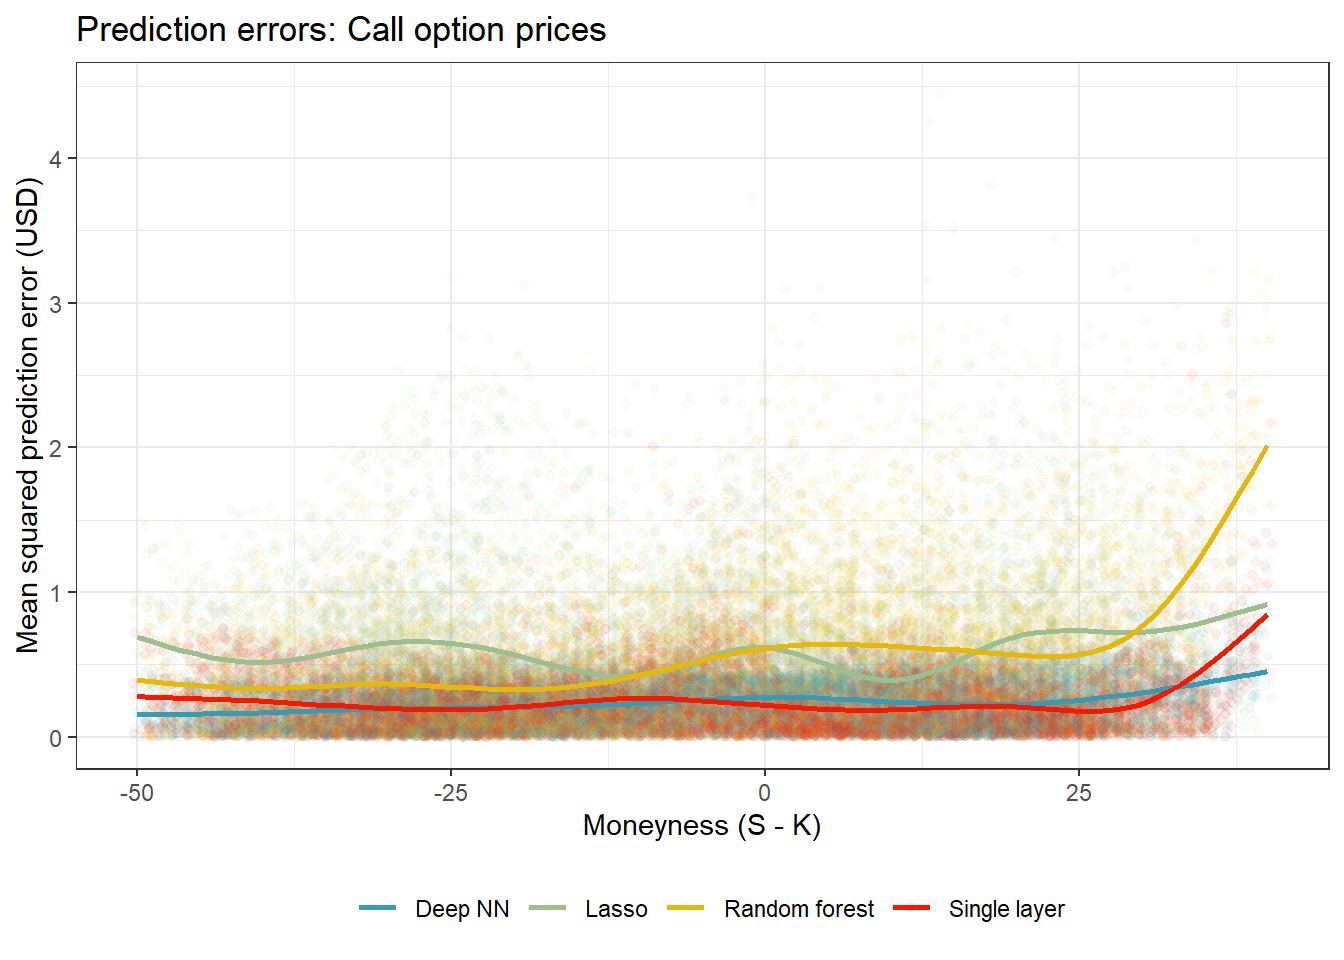 Prediction errors: Call option prices
Mean squared prediction error (USD)
4
3
2
1
0
-50
-25
0
25
Moneyness (S - K)
Deep NN
Lasso
Random forest
Single layer